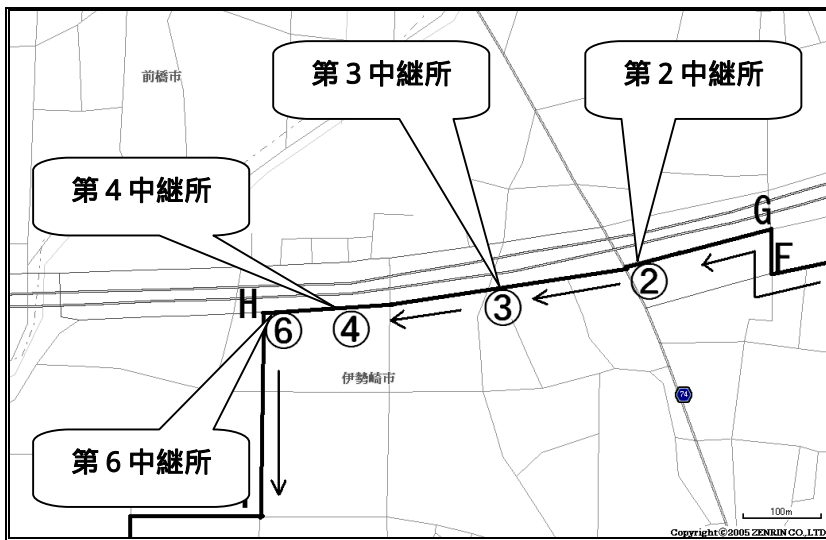 前橋市
第3中継所
第2中継所
第4中継所
G
F
②
③
H
⑥
④
伊勢崎市
74
第6中継所
100m
Copyright©2005 ZENRIN CO.,LTD